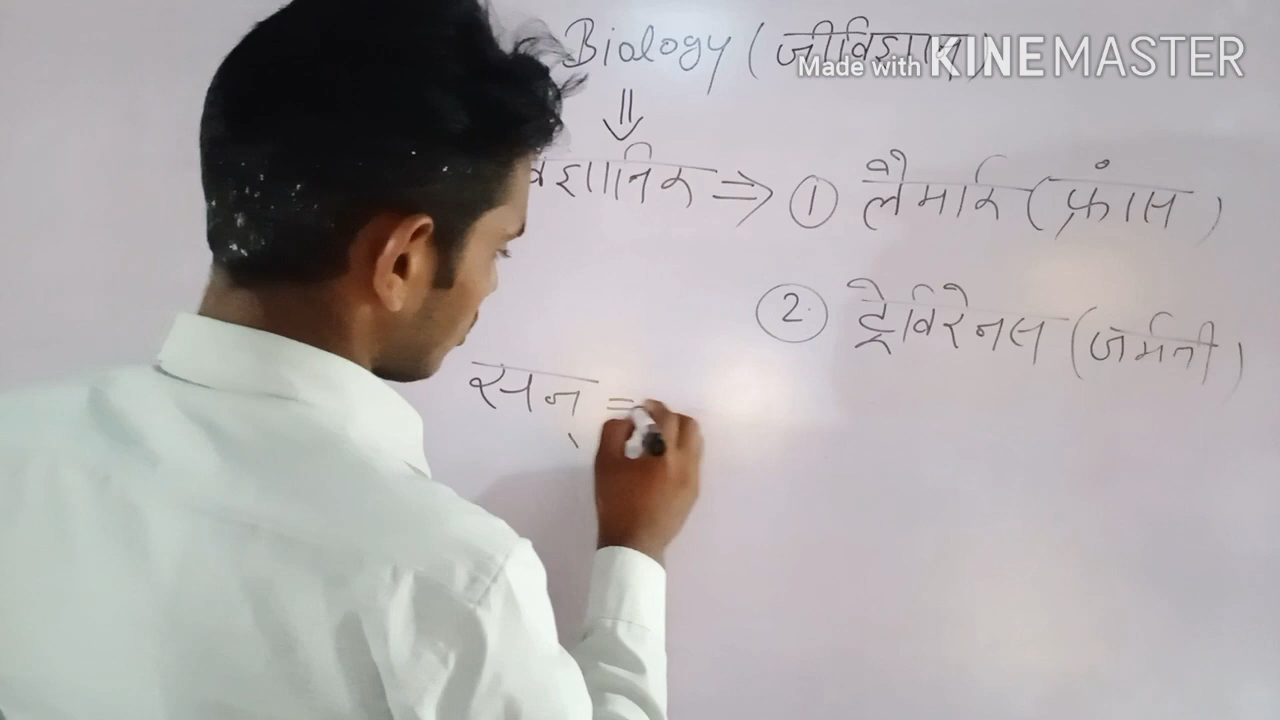 Biology (जीविज्ञान)
Made with KINEMASTER
⇓
वैज्ञानिक ⇒ ① लैमार्क (फ्रांस)
② ट्रैविरेनस (जर्मनी)
सन् =